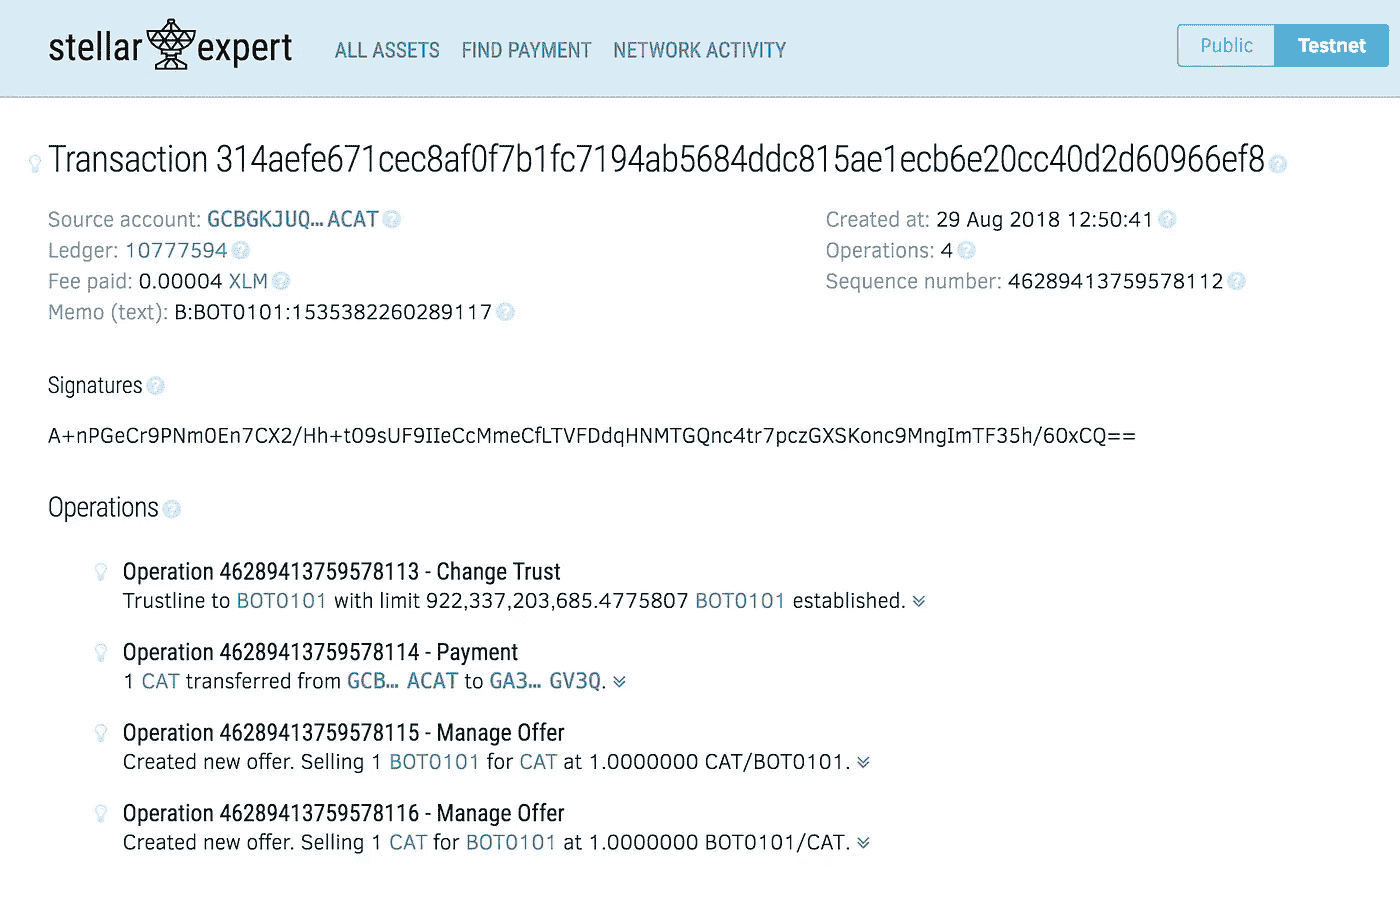 stellar expert ALL ASSETS FIND PAYMENT NETWORK ACTIVITY Public Testnet
Transaction 314aefe671cec8af0f7b1fc7194ab5684ddc815ae1ecb6e20cc40d2d60966ef8
Source account: GCBGKJUQ... ACAT
Ledger: 10777594
Fee paid: 0.00004 XLM
Memo (text): B:BOT0101:1535382260289117
Created at: 29 Aug 2018 12:50:41
Operations: 4
Sequence number: 46289413759578112
Signatures
A+nPGeCr9PNm0En7CX2/Hh+t09sUF9IIeCcMmeCfLTVFDdqHNMTGQnc4tr7pczGXSKonc9MngImTF35h/60xCQ==
Operations
Operation 46289413759578113 - Change Trust
Trustline to BOT0101 with limit 922,337,203,685.4775807 BOT0101 established.
Operation 46289413759578114 - Payment
1 CAT transferred from GCB... ACAT to GA3... GV3Q.
Operation 46289413759578115 - Manage Offer
Created new offer. Selling 1 BOT0101 for CAT at 1.0000000 CAT/BOT0101.
Operation 46289413759578116 - Manage Offer
Created new offer. Selling 1 CAT for BOT0101 at 1.0000000 BOT0101/CAT.